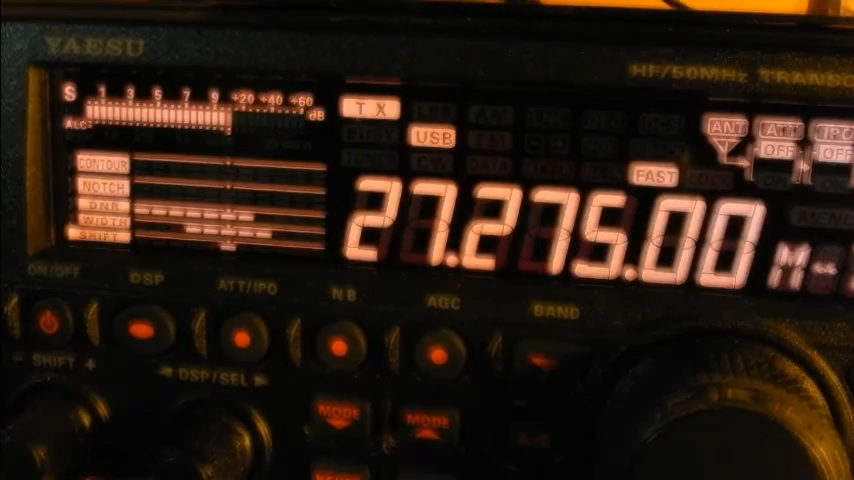 YAESU
HF/50MHz TRANSC
S 1 3 5 7 9 +20 +40 +60 dB
ALC
TX
USB
FAST
ANT ATT IPO
OFF OFF
CONTOUR
NOTCH
DNR
WIDTH
SHIFT
27.275.00
M-
MENU
ON/OFF DSP ATT/IPO NB AGC BAND
- SHIFT + ◄ DSP/SEL ►
MODE MODE